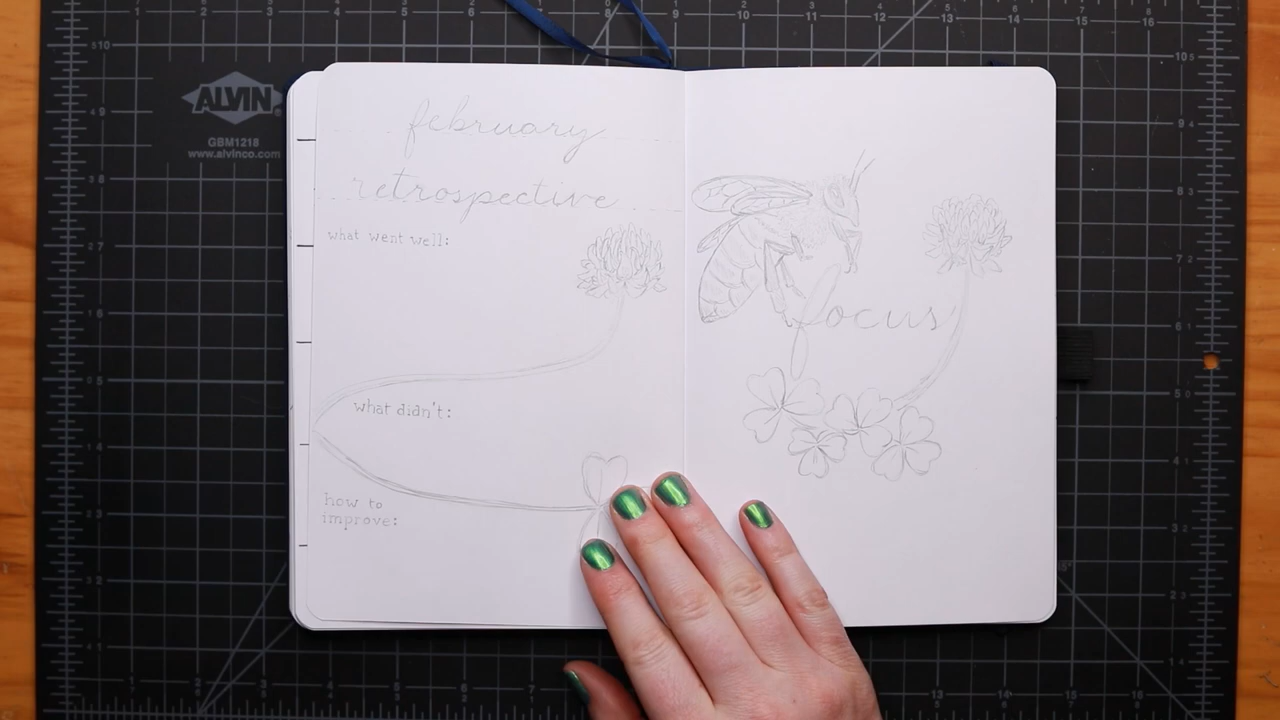 ALVIN
GBM1218
www.alvinco.com
february
retrospective
what went well:
what didn't:
how to
improve:
focus